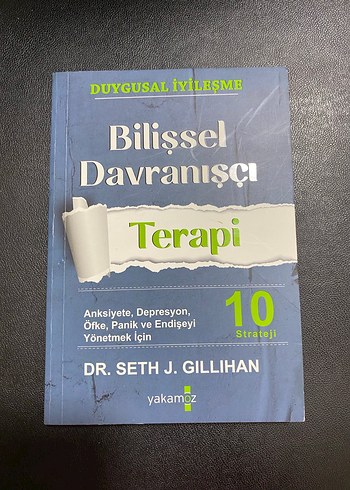 DUYGUSAL İYİLEŞME
Bilişsel
Davranışçı
Terapi
Anksiyete, Depresyon,
Öfke, Panik ve Endişeyi
Yönetmek İçin
10
Strateji
DR. SETH J. GILLIHAN
yakamoz